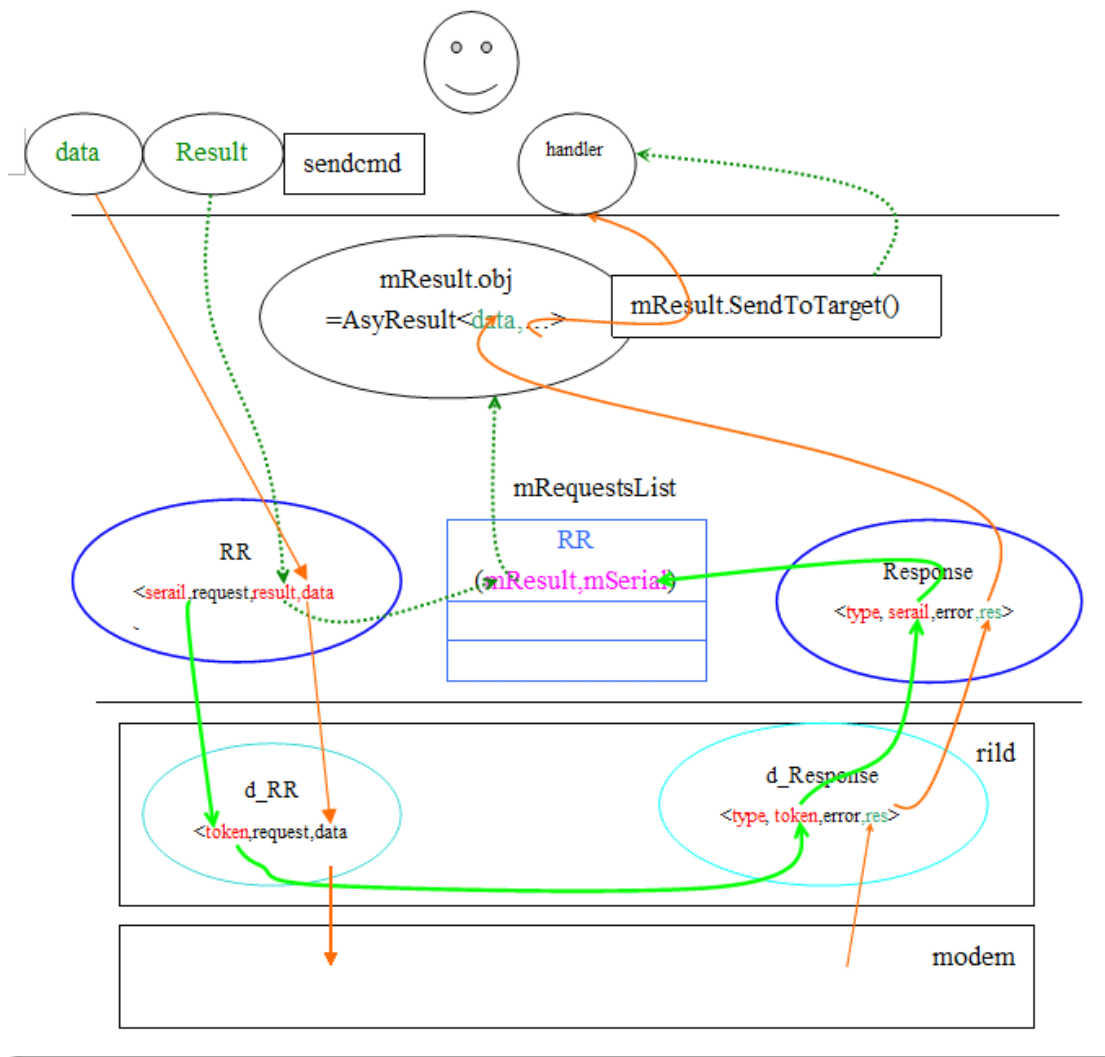 data
Result
sendcmd
handler
mResult.obj
=AsyResult<data,...>
mResult.SendToTarget()
mRequestsList
RR
<serail,request,result,data
RR
(mResult,mSerial)
Response
<type, serail,error,res>
rild
d_RR
<token,request,data
d_Response
<type, token,error,res>
modem